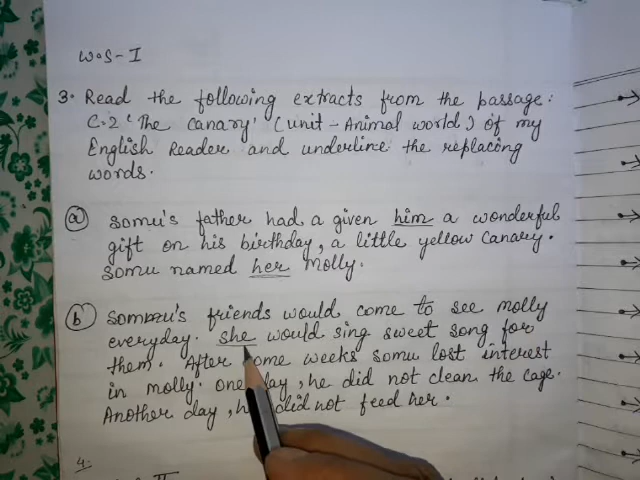 W.S-I
3. Read the following extracts from the passage:
C.2 'The Canary' (unit - Animal world) of my
English Reader and underline the replacing
words.
(a) Somu's father had a given him a wonderful
gift on his birthday, a little yellow canary.
Somu named her Molly.
(b) Somu's friends would come to see molly
everyday. she would sing sweet song for
them. After some weeks somu lost interest
in molly. one day, he did not clean the cage.
Another day, he did not feed her.
4.